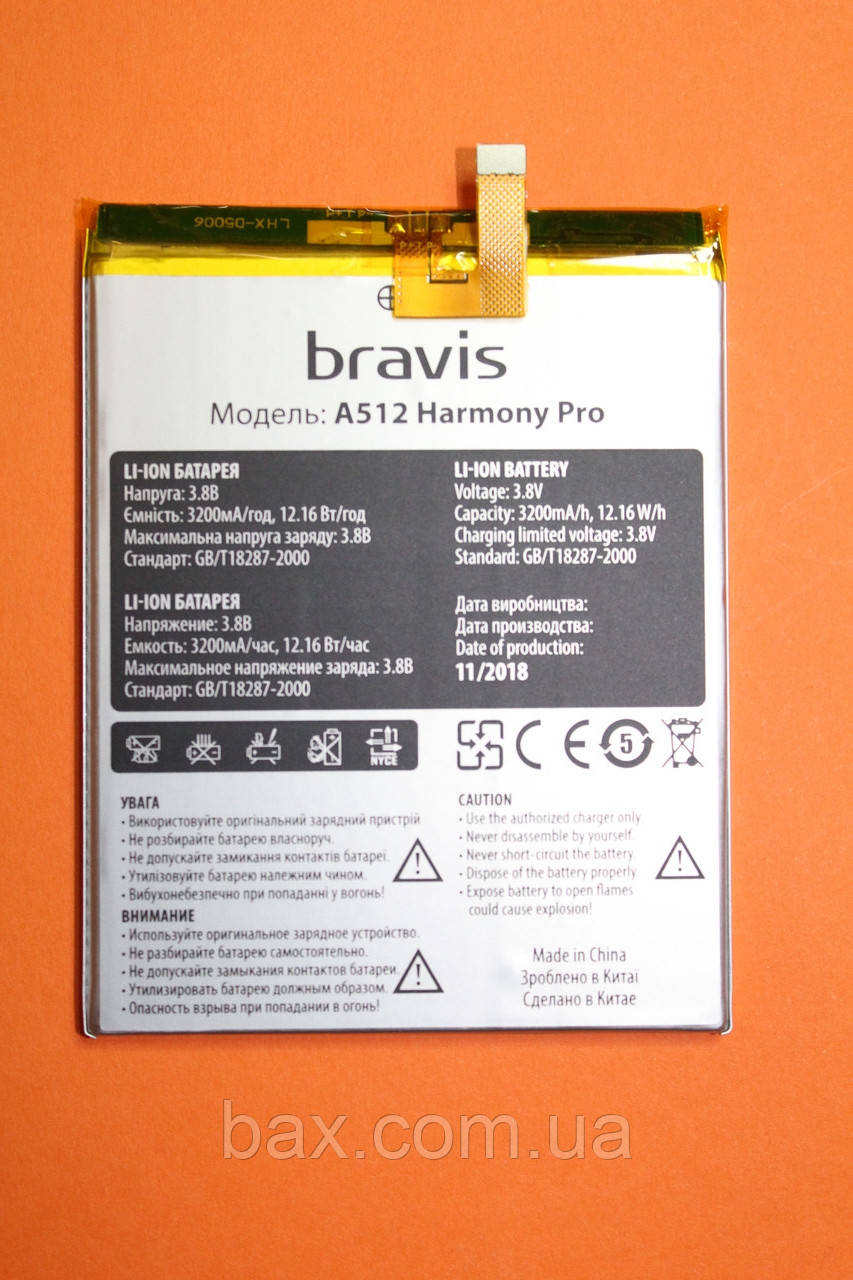 LHX-D5006
bravis
Модель: A512 Harmony Pro
LI-ION БАТАРЕЯ
Напруга: 3.8В
Ємність: 3200мА/год, 12.16 Вт/год
Максимальна напруга заряду: 3.8В
Стандарт: GB/T18287-2000
LI-ION BATTERY
Voltage: 3.8V
Capacity: 3200mA/h, 12.16 W/h
Charging limited voltage: 3.8V
Standard: GB/T18287-2000
LI-ION БАТАРЕЯ
Напряжение: 3.8В
Емкость: 3200мА/час, 12.16 Вт/час
Максимальное напряжение заряда: 3.8В
Стандарт: GB/T18287-2000
Дата виробництва:
Дата производства:
Date of production:
11/2018
NYCE
CE
5
УВАГА
• Використовуйте оригінальний зарядний пристрій
• Не розбирайте батарею власноруч.
• Не допускайте замикання контактів батареї.
• Утилізовуйте батарею належним чином.
• Вибухонебезпечно при попаданні у вогонь!
ВНИМАНИЕ
• Используйте оригинальное зарядное устройство.
• Не разбирайте батарею самостоятельно.
• Не допускайте замыкания контактов батареи.
• Утилизировать батарею должным образом.
• Опасность взрыва при попадании в огонь!
CAUTION
• Use the authorized charger only
• Never disassemble by yourself.
• Never short-circuit the battery
• Dispose of the battery properly
• Expose battery to open flames
could cause explosion!
Made in China
Зроблено в Китаї
Сделано в Китае
bax.com.ua